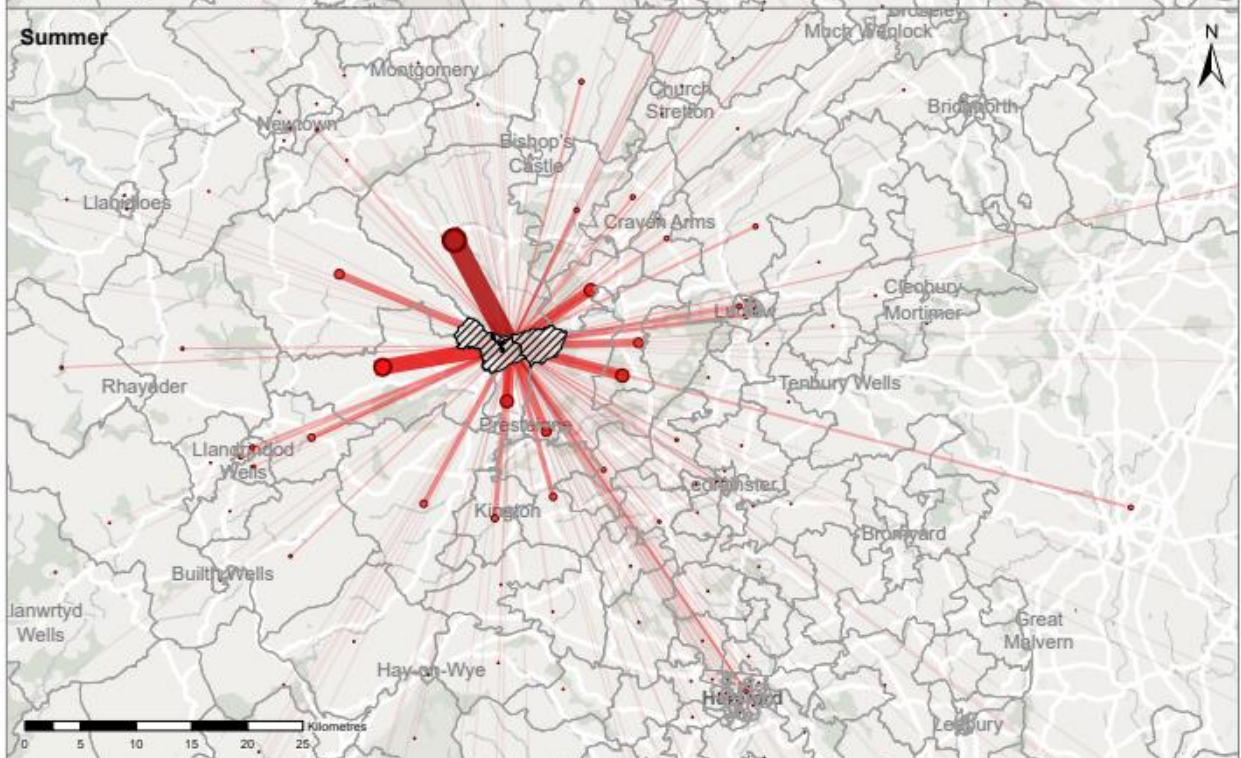 Summer
N
Much Wenlock
Montgomery
Church
Stretton
Bridgnorth
Newtown
Bishop's
Castle
Llanidloes
Craven Arms
Cleobury
Mortimer
Ludlow
Rhayader
Tenbury Wells
Presteigne
Llandrindod
Wells
Leominster
Kington
Bromyard
Builth Wells
Llanwrtyd
Wells
Great
Malvern
Hay-on-Wye
Hereford
Ledbury
Kilometres
0 5 10 15 20 25